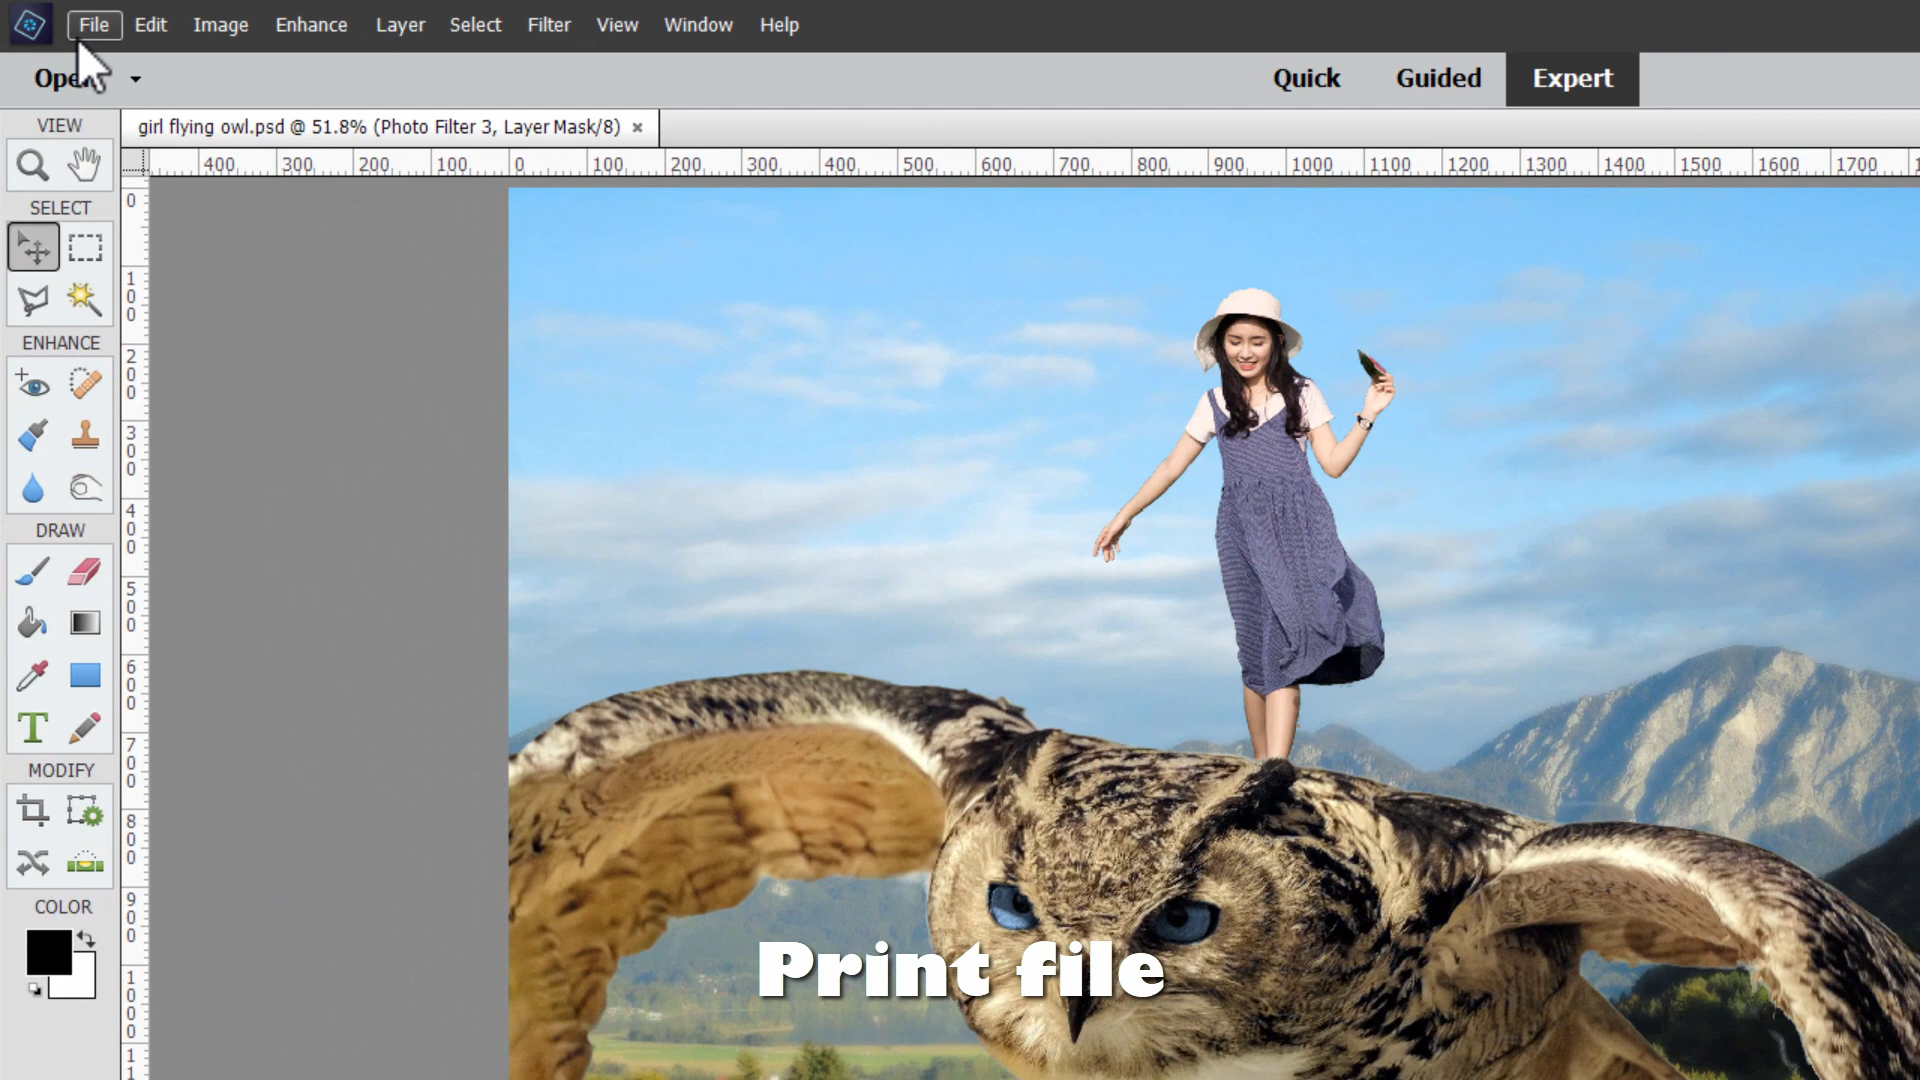 File Edit Image Enhance Layer Select Filter View Window Help
Quick Guided Expert
girl flying owl.psd @ 51.8% (Photo Filter 3, Layer Mask/8) ×
400 300 200 100 0 100 200 300 400 500 600 700 800 900 1000 1100 1200 1300 1400 1500 1600 1700
VIEW
SELECT
ENHANCE
DRAW
MODIFY
COLOR
0
100
200
300
400
500
600
700
800
900
1000
11
Print file